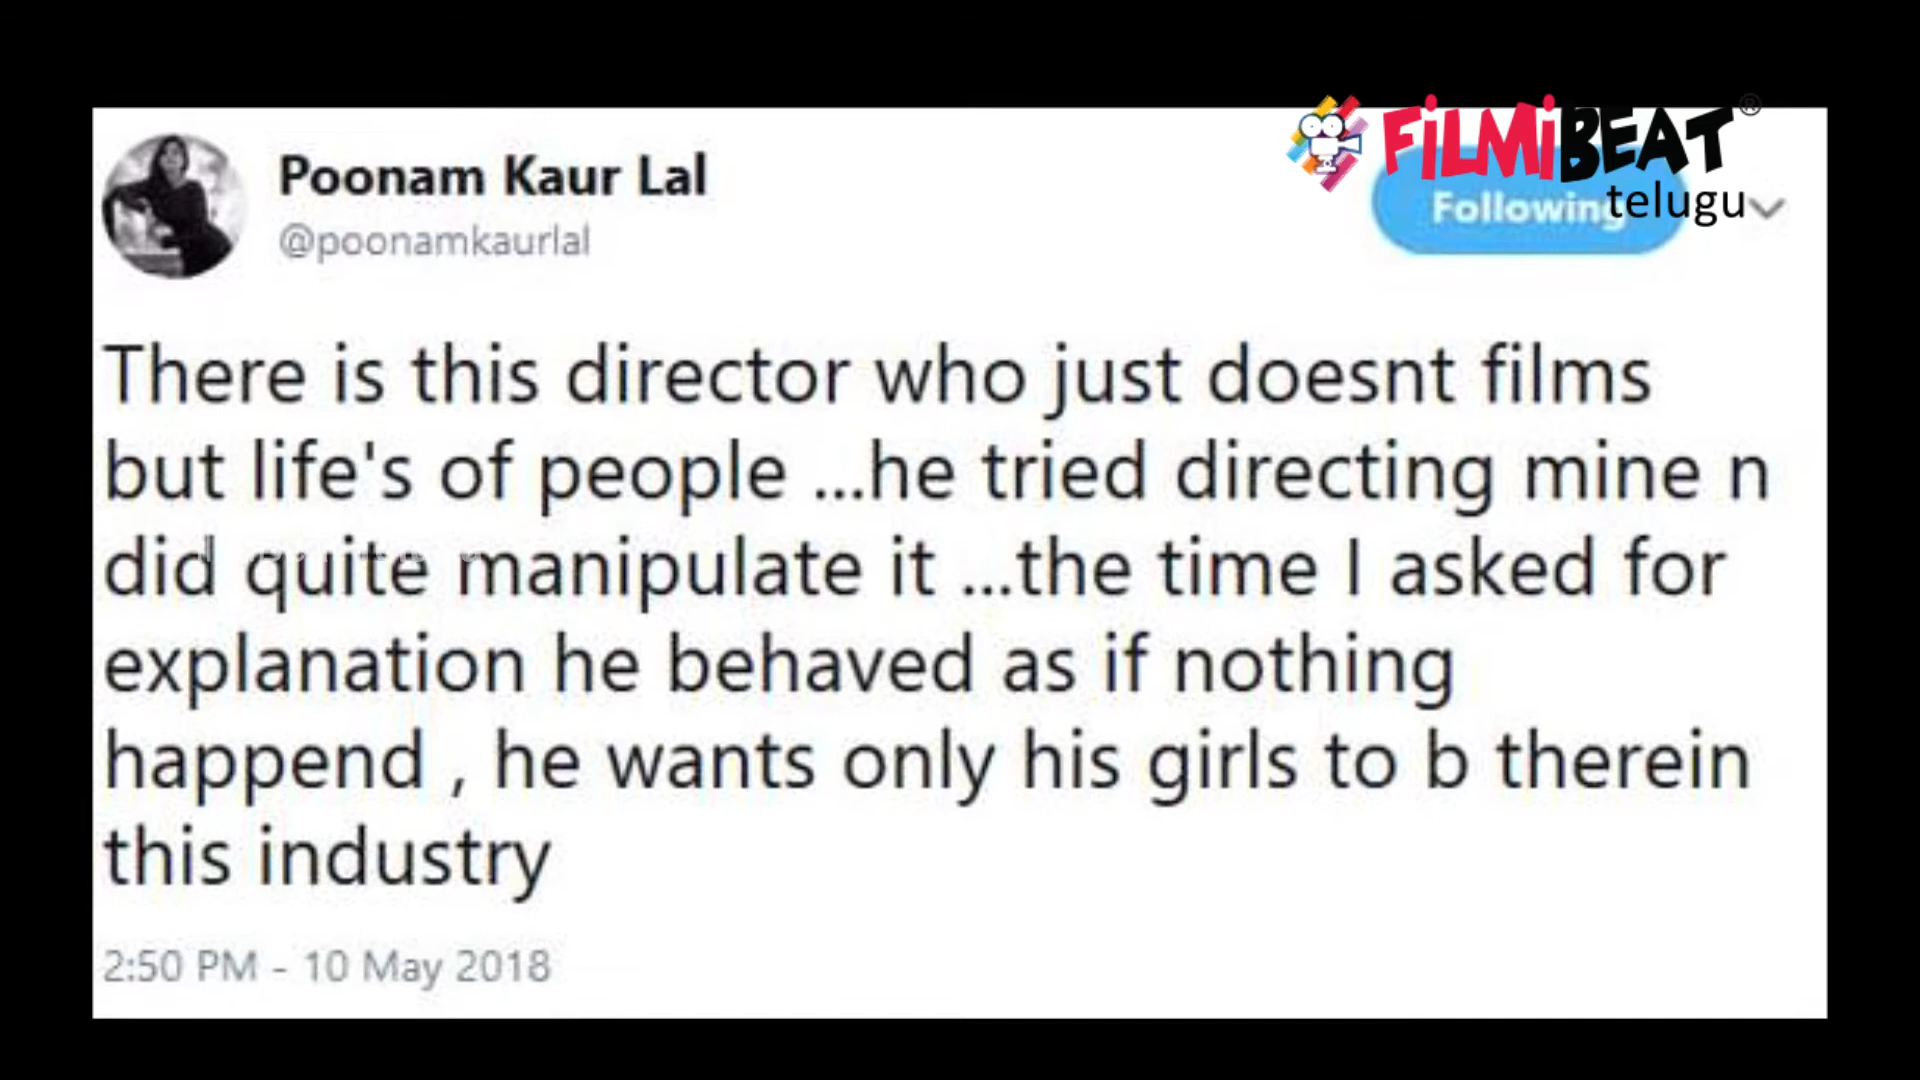 FiLMiBEAT®
telugu
Poonam Kaur Lal
@poonamkaurlal
Following
There is this director who just doesnt films
but life's of people ...he tried directing mine n
did quite manipulate it ...the time I asked for
explanation he behaved as if nothing
happend , he wants only his girls to b therein
this industry
2:50 PM - 10 May 2018